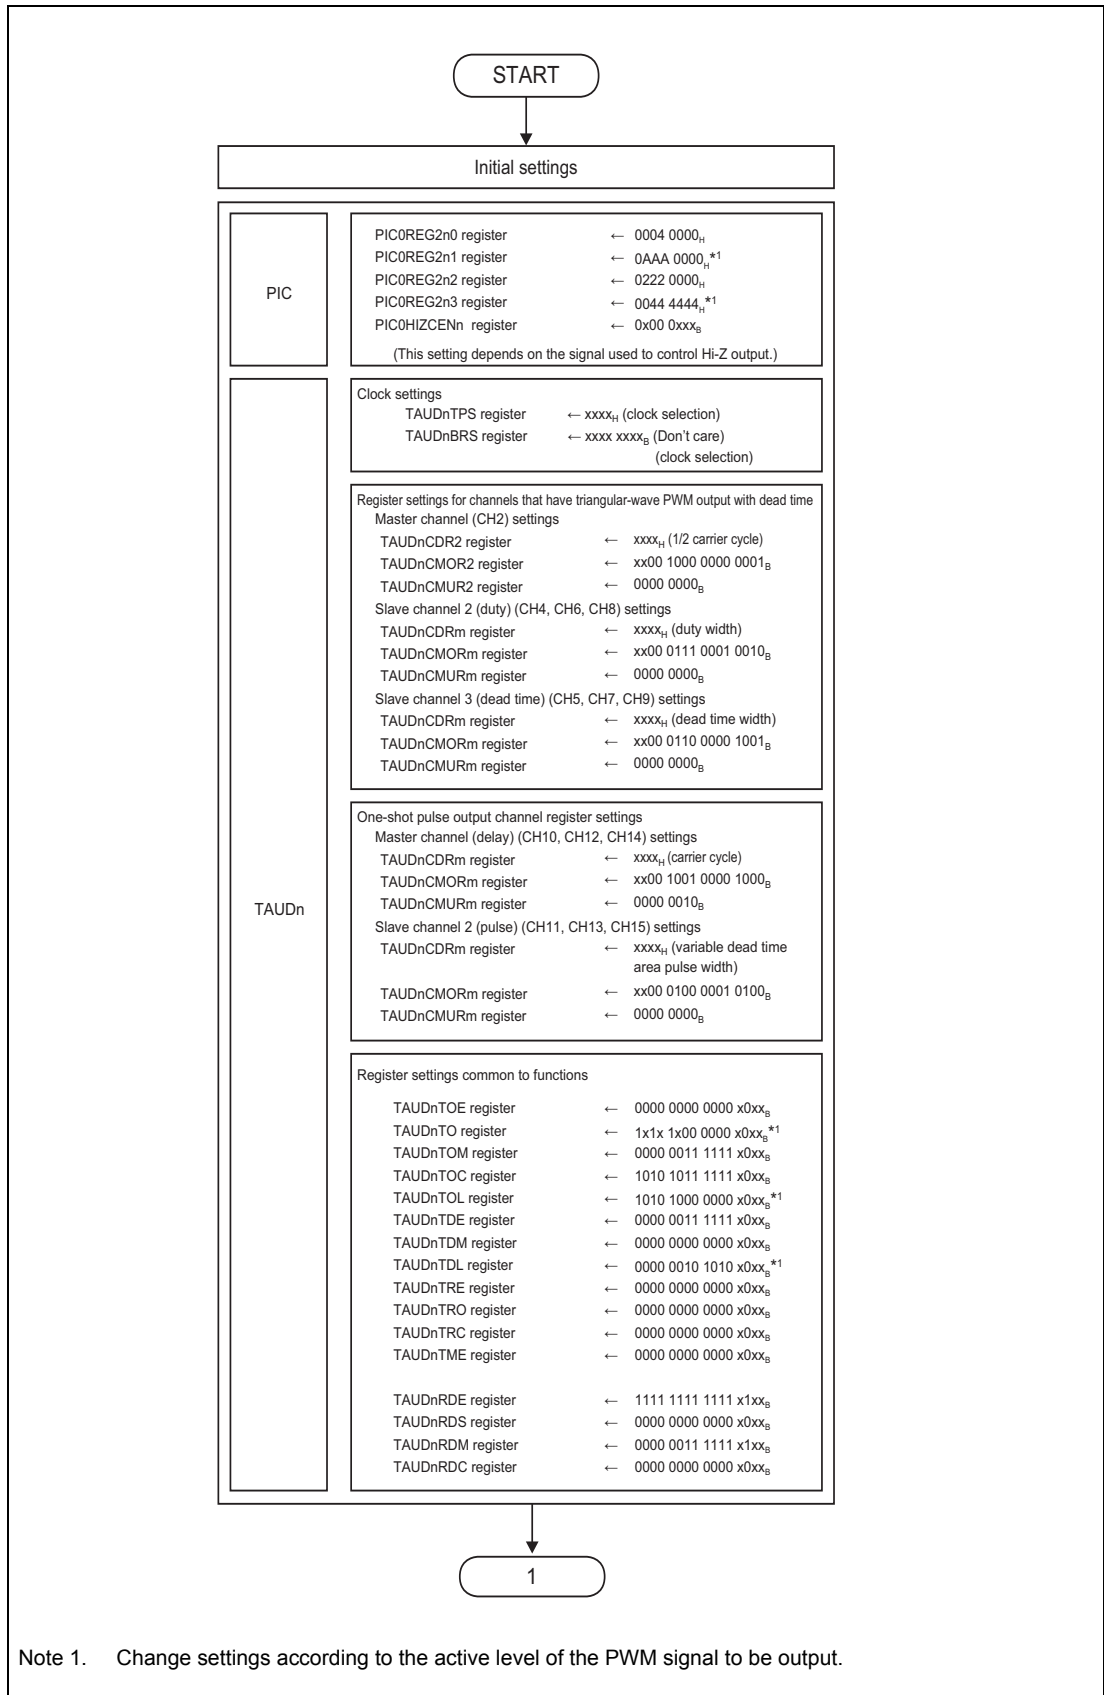 START
Initial settings
PIC
PIC0REG2n0 register ← 0004 0000H
PIC0REG2n1 register ← 0AAA 0000H*1
PIC0REG2n2 register ← 0222 0000H
PIC0REG2n3 register ← 0044 4444H*1
PIC0HIZCENn register ← 0x00 0xxxB
(This setting depends on the signal used to control Hi-Z output.)
TAUDn
Clock settings
TAUDnTPS register ← xxxxH (clock selection)
TAUDnBRS register ← xxxx xxxxB (Don't care)
(clock selection)
Register settings for channels that have triangular-wave PWM output with dead time
Master channel (CH2) settings
TAUDnCDR2 register ← xxxxH (1/2 carrier cycle)
TAUDnCMOR2 register ← xx00 1000 0000 0001B
TAUDnCMUR2 register ← 0000 0000B
Slave channel 2 (duty) (CH4, CH6, CH8) settings
TAUDnCDRm register ← xxxxH (duty width)
TAUDnCMORm register ← xx00 0111 0001 0010B
TAUDnCMURm register ← 0000 0000B
Slave channel 3 (dead time) (CH5, CH7, CH9) settings
TAUDnCDRm register ← xxxxH (dead time width)
TAUDnCMORm register ← xx00 0110 0000 1001B
TAUDnCMURm register ← 0000 0000B
One-shot pulse output channel register settings
Master channel (delay) (CH10, CH12, CH14) settings
TAUDnCDRm register ← xxxxH (carrier cycle)
TAUDnCMORm register ← xx00 1001 0000 1000B
TAUDnCMURm register ← 0000 0010B
Slave channel 2 (pulse) (CH11, CH13, CH15) settings
TAUDnCDRm register ← xxxxH (variable dead time
area pulse width)
TAUDnCMORm register ← xx00 0100 0001 0100B
TAUDnCMURm register ← 0000 0000B
Register settings common to functions
TAUDnTOE register ← 0000 0000 0000 x0xxB
TAUDnTO register ← 1x1x 1x00 0000 x0xxB*1
TAUDnTOM register ← 0000 0011 1111 x0xxB
TAUDnTOC register ← 1010 1011 1111 x0xxB
TAUDnTOL register ← 1010 1000 0000 x0xxB*1
TAUDnTDE register ← 0000 0011 1111 x0xxB
TAUDnTDM register ← 0000 0000 0000 x0xxB
TAUDnTDL register ← 0000 0010 1010 x0xxB*1
TAUDnTRE register ← 0000 0000 0000 x0xxB
TAUDnTRO register ← 0000 0000 0000 x0xxB
TAUDnTRC register ← 0000 0000 0000 x0xxB
TAUDnTME register ← 0000 0000 0000 x0xxB
TAUDnRDE register ← 1111 1111 1111 x1xxB
TAUDnRDS register ← 0000 0000 0000 x0xxB
TAUDnRDM register ← 0000 0011 1111 x1xxB
TAUDnRDC register ← 0000 0000 0000 x0xxB
1
Note 1. Change settings according to the active level of the PWM signal to be output.